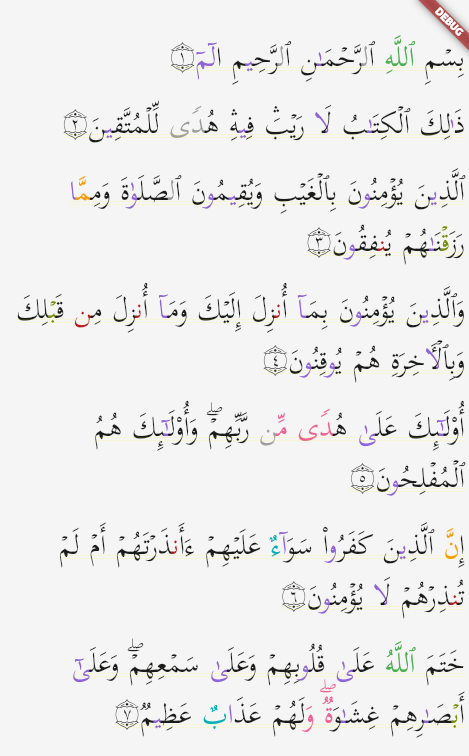 DEBUG
بِسْمِ ٱللَّهِ ٱلرَّحْمَـٰنِ ٱلرَّحِيمِ الٓمٓ ١
ذَٰلِكَ ٱلْكِتَـٰبُ لَا رَيْبَۛ فِيهِۛ هُدًى لِّلْمُتَّقِينَ ٢
ٱلَّذِينَ يُؤْمِنُونَ بِٱلْغَيْبِ وَيُقِيمُونَ ٱلصَّلَوٰةَ وَمِمَّا
رَزَقْنَـٰهُمْ يُنفِقُونَ ٣
وَٱلَّذِينَ يُؤْمِنُونَ بِمَآ أُنزِلَ إِلَيْكَ وَمَآ أُنزِلَ مِن قَبْلِكَ
وَبِٱلْـَٔاخِرَةِ هُمْ يُوقِنُونَ ٤
أُو۟لَـٰٓئِكَ عَلَىٰ هُدًى مِّن رَّبِّهِمْۖ وَأُو۟لَـٰٓئِكَ هُمُ
ٱلْمُفْلِحُونَ ٥
إِنَّ ٱلَّذِينَ كَفَرُوا۟ سَوَآءٌ عَلَيْهِمْ ءَأَنذَرْتَهُمْ أَمْ لَمْ
تُنذِرْهُمْ لَا يُؤْمِنُونَ ٦
خَتَمَ ٱللَّهُ عَلَىٰ قُلُوبِهِمْ وَعَلَىٰ سَمْعِهِمْۖ وَعَلَىٰٓ
أَبْصَـٰرِهِمْ غِشَـٰوَةٌۖ وَلَهُمْ عَذَابٌ عَظِيمٌ ٧